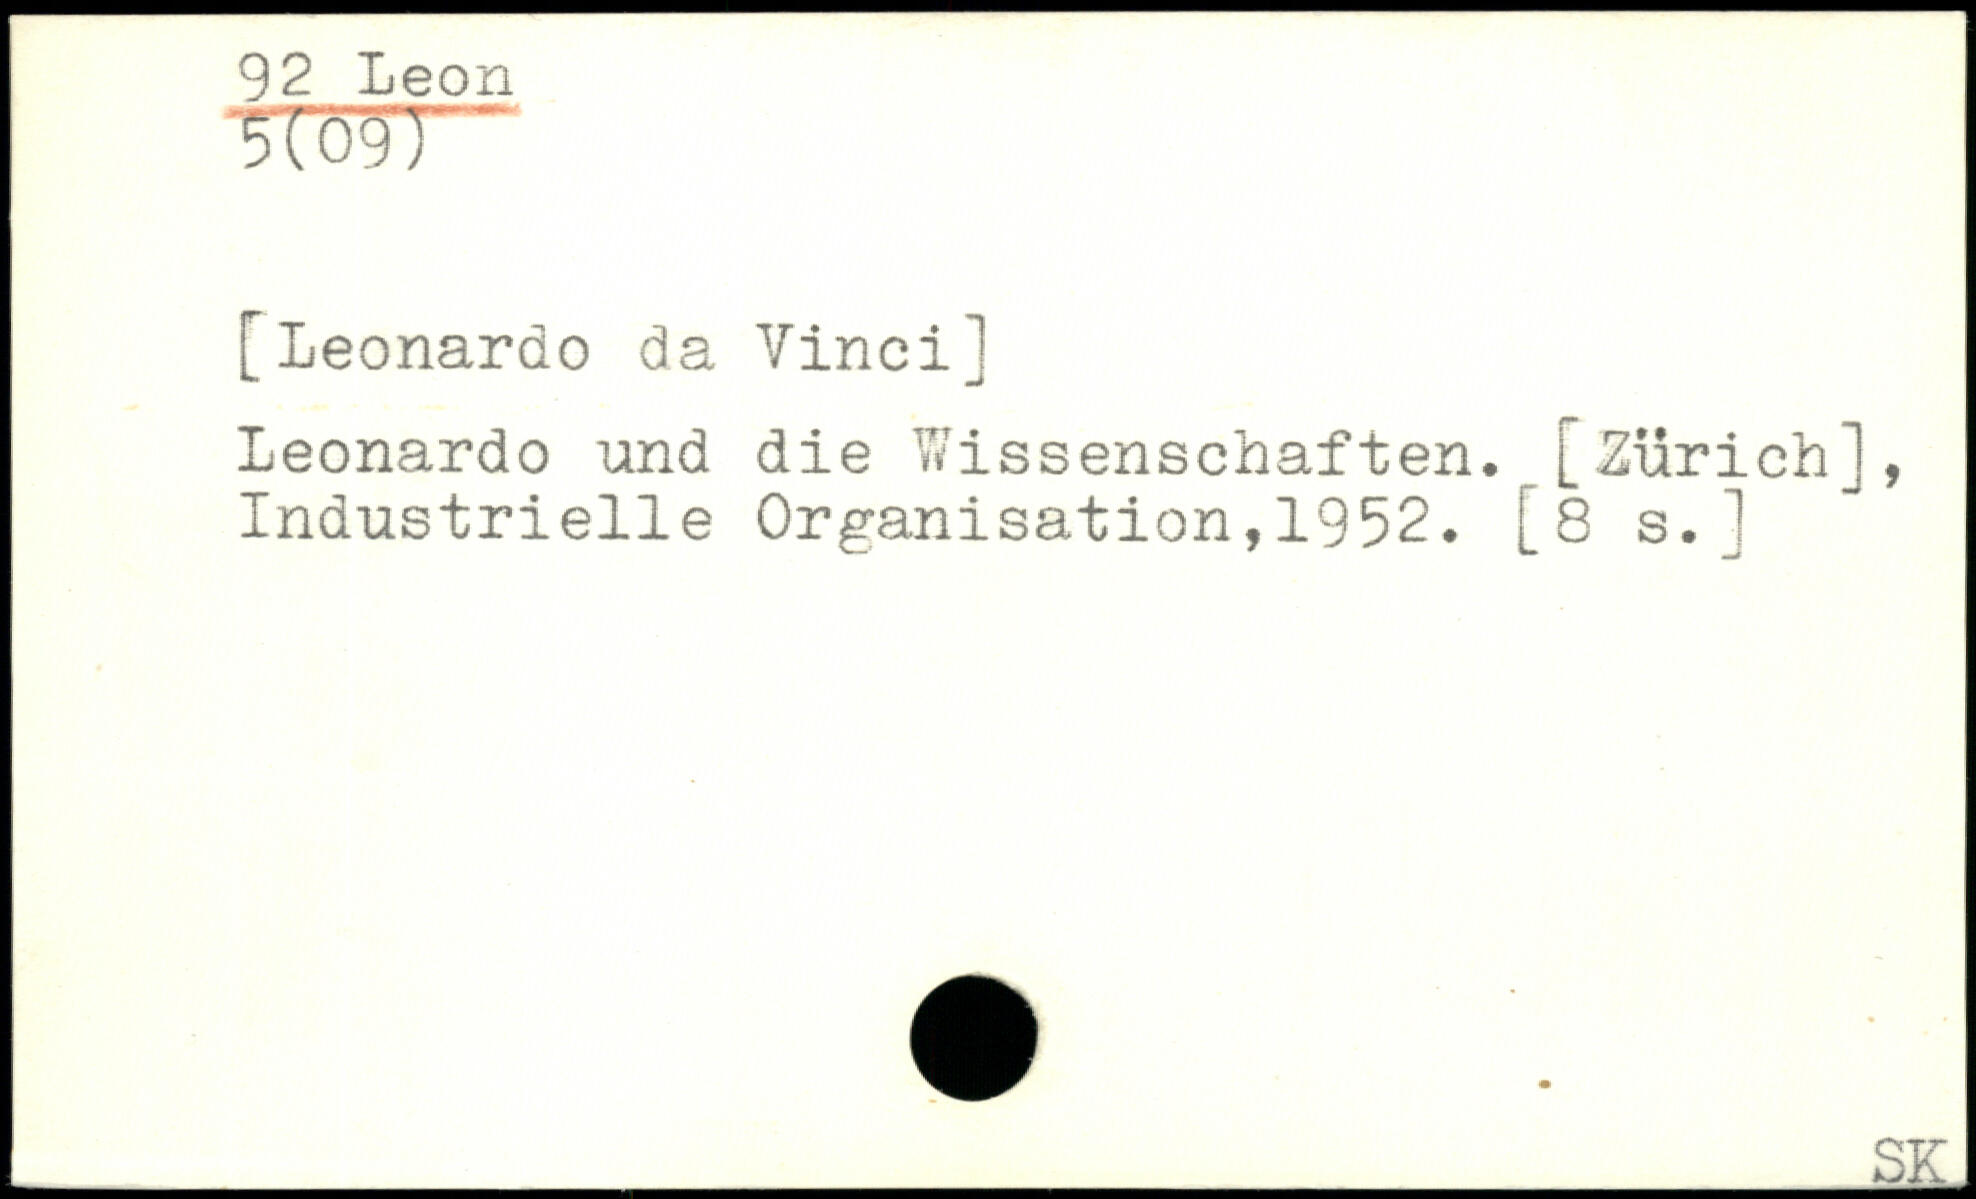 92 Leon
5(09)
[Leonardo da Vinci]
Leonardo und die Wissenschaften. [Zürich],
Industrielle Organisation,1952. [8 s.]
SK